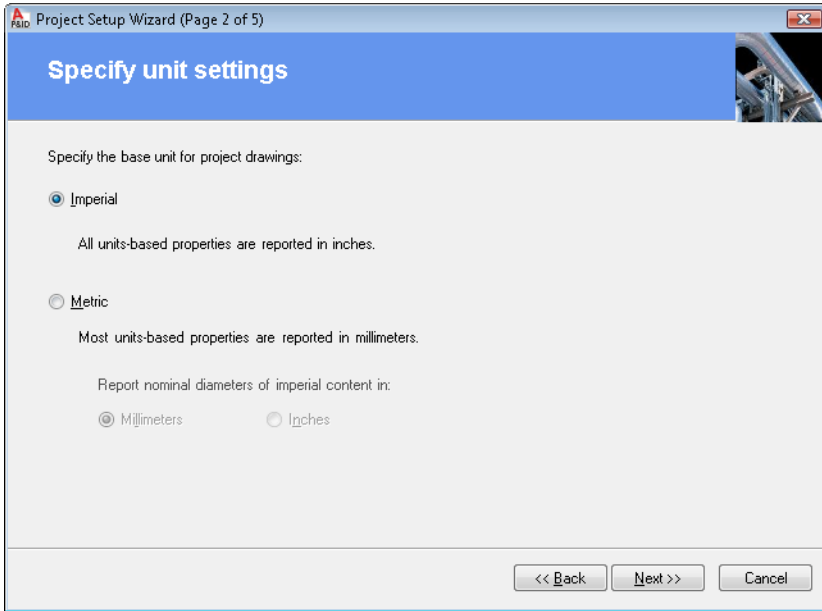 A
P&ID
Project Setup Wizard (Page 2 of 5)
Specify unit settings
Specify the base unit for project drawings:
Imperial
All units-based properties are reported in inches.
Metric
Most units-based properties are reported in millimeters.
Report nominal diameters of imperial content in:
Millimeters Inches
<< Back Next >> Cancel